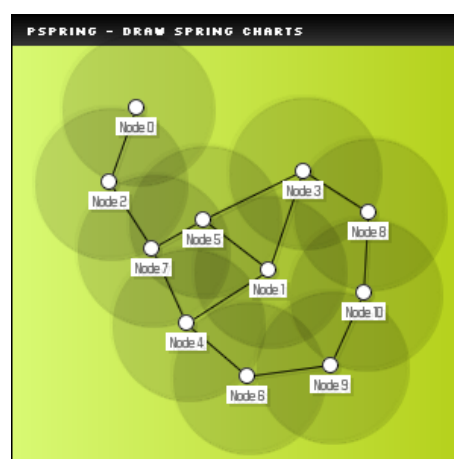 PSPRING - DRAW SPRING CHARTS
Node 0
Node 2
Node 3
Node 8
Node 5
Node 7
Node 1
Node 10
Node 4
Node 9
Node 6